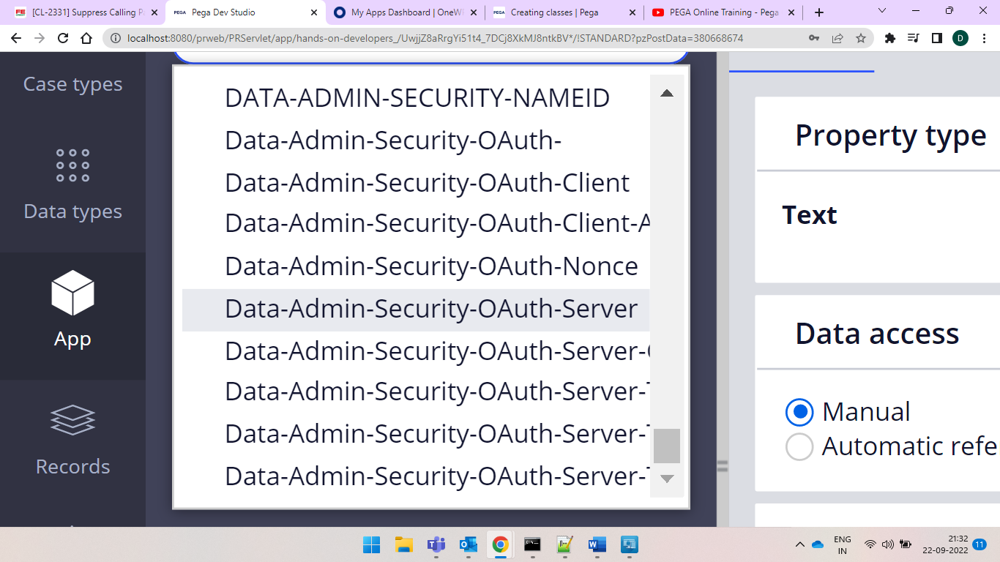 [CL-2331] Suppress Calling P
PEGA Pega Dev Studio
My Apps Dashboard | OneW
PEGA Creating classes | Pega
PEGA Online Training - Pega
localhost:8080/prweb/PRServlet/app/hands-on-developers_/UwjjZ8aRrgYi51t4_7DCj8XkMJ8ntkBV*/!STANDARD?pzPostData=380668674
D
Case types
Data types
App
Records
DATA-ADMIN-SECURITY-NAMEID
Data-Admin-Security-OAuth-
Data-Admin-Security-OAuth-Client
Data-Admin-Security-OAuth-Client-A
Data-Admin-Security-OAuth-Nonce
Data-Admin-Security-OAuth-Server
Data-Admin-Security-OAuth-Server-
Data-Admin-Security-OAuth-Server-
Data-Admin-Security-OAuth-Server-
Data-Admin-Security-OAuth-Server-
Property type
Text
Data access
Manual
Automatic refe
ENG
IN
21:32
22-09-2022
11